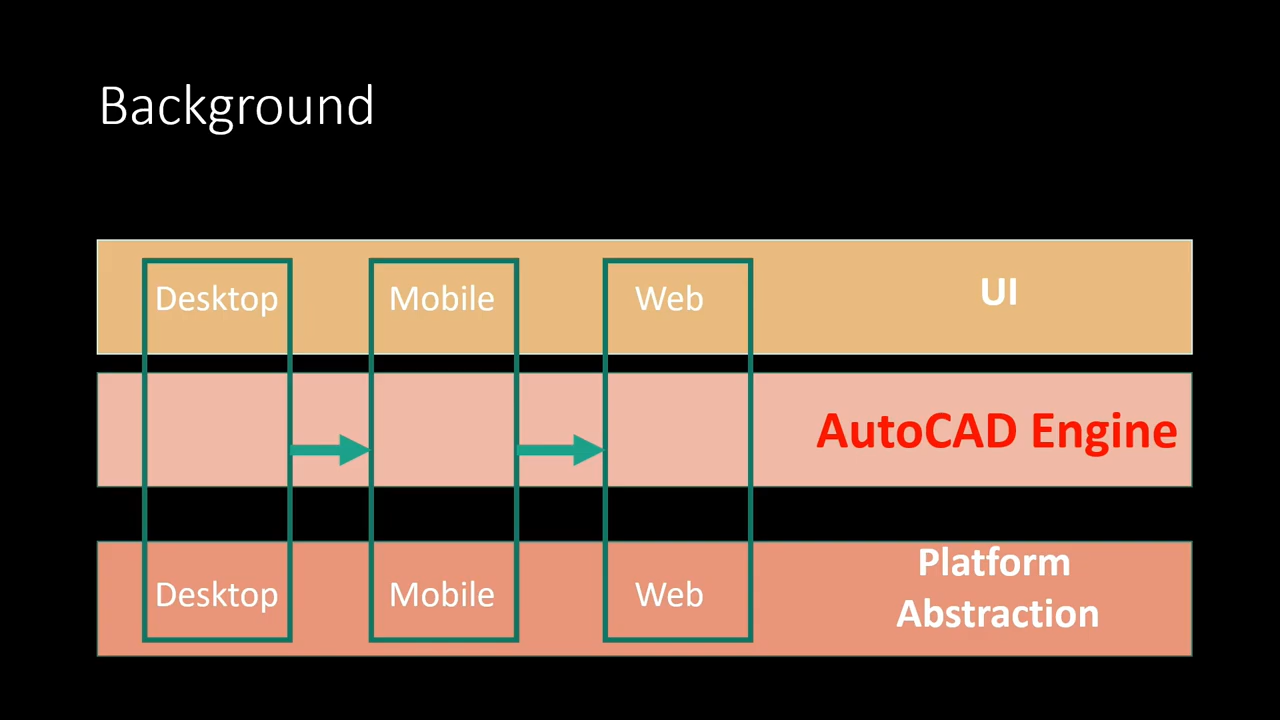 Background
Desktop
Mobile
Web
UI
AutoCAD Engine
Desktop
Mobile
Web
Platform
Abstraction